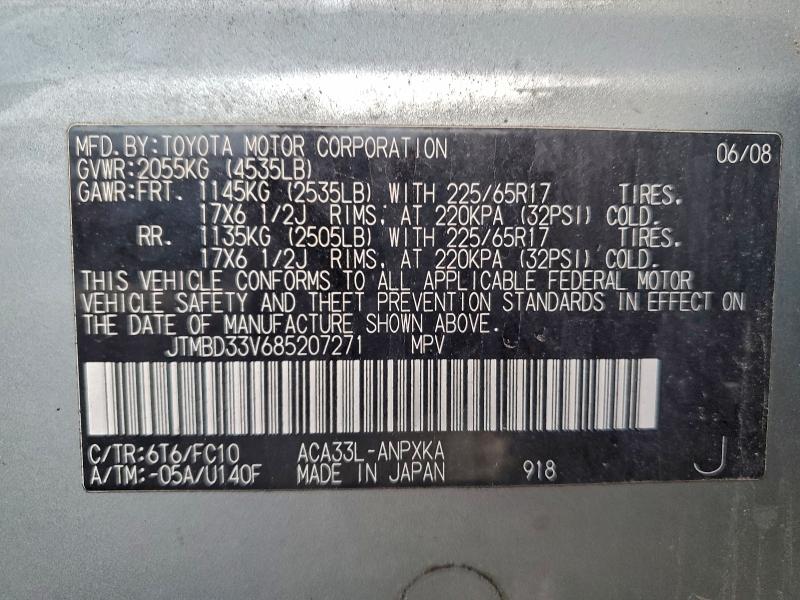 MFD.BY:TOYOTA MOTOR CORPORATION 06/08
GVWR:2055KG (4535LB)
GAWR:FRT. 1145KG (2535LB) WITH 225/65R17 TIRES.
17X6 1/2J RIMS. AT 220KPA (32PSI) COLD.
RR. 1135KG (2505LB) WITH 225/65R17 TIRES.
17X6 1/2J RIMS. AT 220KPA (32PSI) COLD.
THIS VEHICLE CONFORMS TO ALL APPLICABLE FEDERAL MOTOR
VEHICLE SAFETY AND THEFT PREVENTION STANDARDS IN EFFECT ON
THE DATE OF MANUFACTURE SHOWN ABOVE.
JTMBD33V685207271 MPV
C/TR:6T6/FC10 ACA33L-ANPXKA
A/TM:-05A/U140F MADE IN JAPAN 918 J